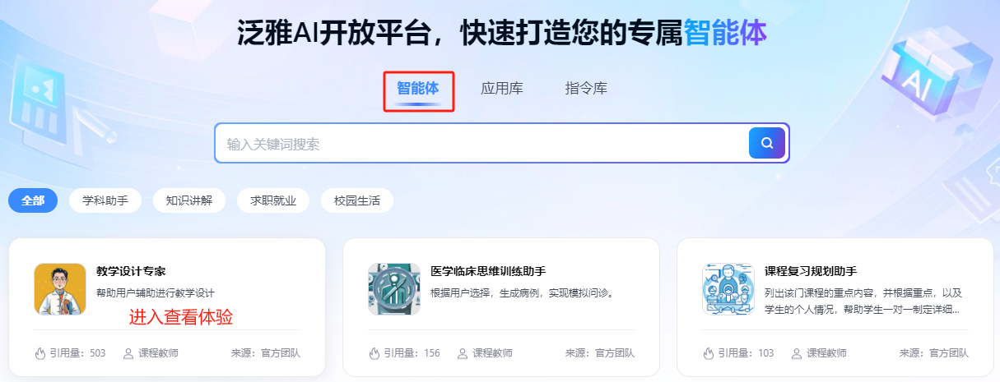 泛雅AI开放平台，快速打造您的专属智能体
智能体 应用库 指令库
输入关键词搜索
全部 学科助手 知识讲解 求职就业 校园生活
教学设计专家
帮助用户辅助进行教学设计
进入查看体验
引用量：503 课程教师 来源：官方团队
医学临床思维训练助手
根据用户选择，生成病例，实现模拟问诊。
引用量：156 课程教师 来源：官方团队
课程复习规划助手
列出该门课程的重点内容，并根据重点，以及
学生的个人情况，帮助学生一对一制定详细...
引用量：103 课程教师 来源：官方团队
AI